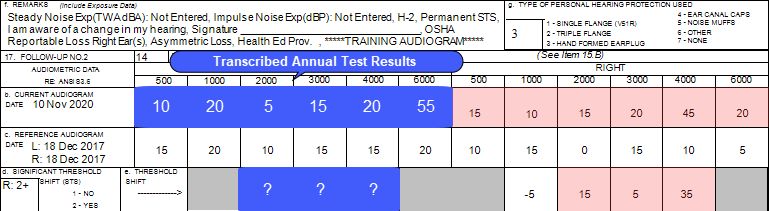 f. REMARKS (Include Exposure Data)
Steady Noise Exp(TWAdBA): Not Entered, Impulse Noise Exp(dBP): Not Entered, H-2, Permanent STS,
I am aware of a change in my hearing, Signature ____________________, OSHA
Reportable Loss Right Ear(s), Asymmetric Loss, Health Ed Prov. , *****TRAINING AUDIOGRAM*****
g. TYPE OF PERSONAL HEARING PROTECTION USED
3
1 - SINGLE FLANGE (V51R)
2 - TRIPLE FLANGE
3 - HAND FORMED EARPLUG
4 - EAR CANAL CAPS
5 - NOISE MUFFS
6 - OTHER
7 - NONE
17. FOLLOW-UP NO.2 14 (See Item 15.B)
Transcribed Annual Test Results
AUDIOMETRIC DATA RIGHT
RE: ANSI S3.6 500 1000 2000 3000 4000 6000 500 1000 2000 3000 4000 6000
b. CURRENT AUDIOGRAM
DATE 10 Nov 2020 10 20 5 15 20 55 15 10 15 20 45 20
c. REFERENCE AUDIOGRAM
DATE L: 18 Dec 2017 15 20 10 15 15 20 10 15 0 15 10 5
R: 18 Dec 2017
d. SIGNIFICANT THRESHOLD SHIFT (STS)
R: 2+
1 - NO
2 - YES
e. THRESHOLD SHIFT ------------->
? ? ? -5 15 5 35